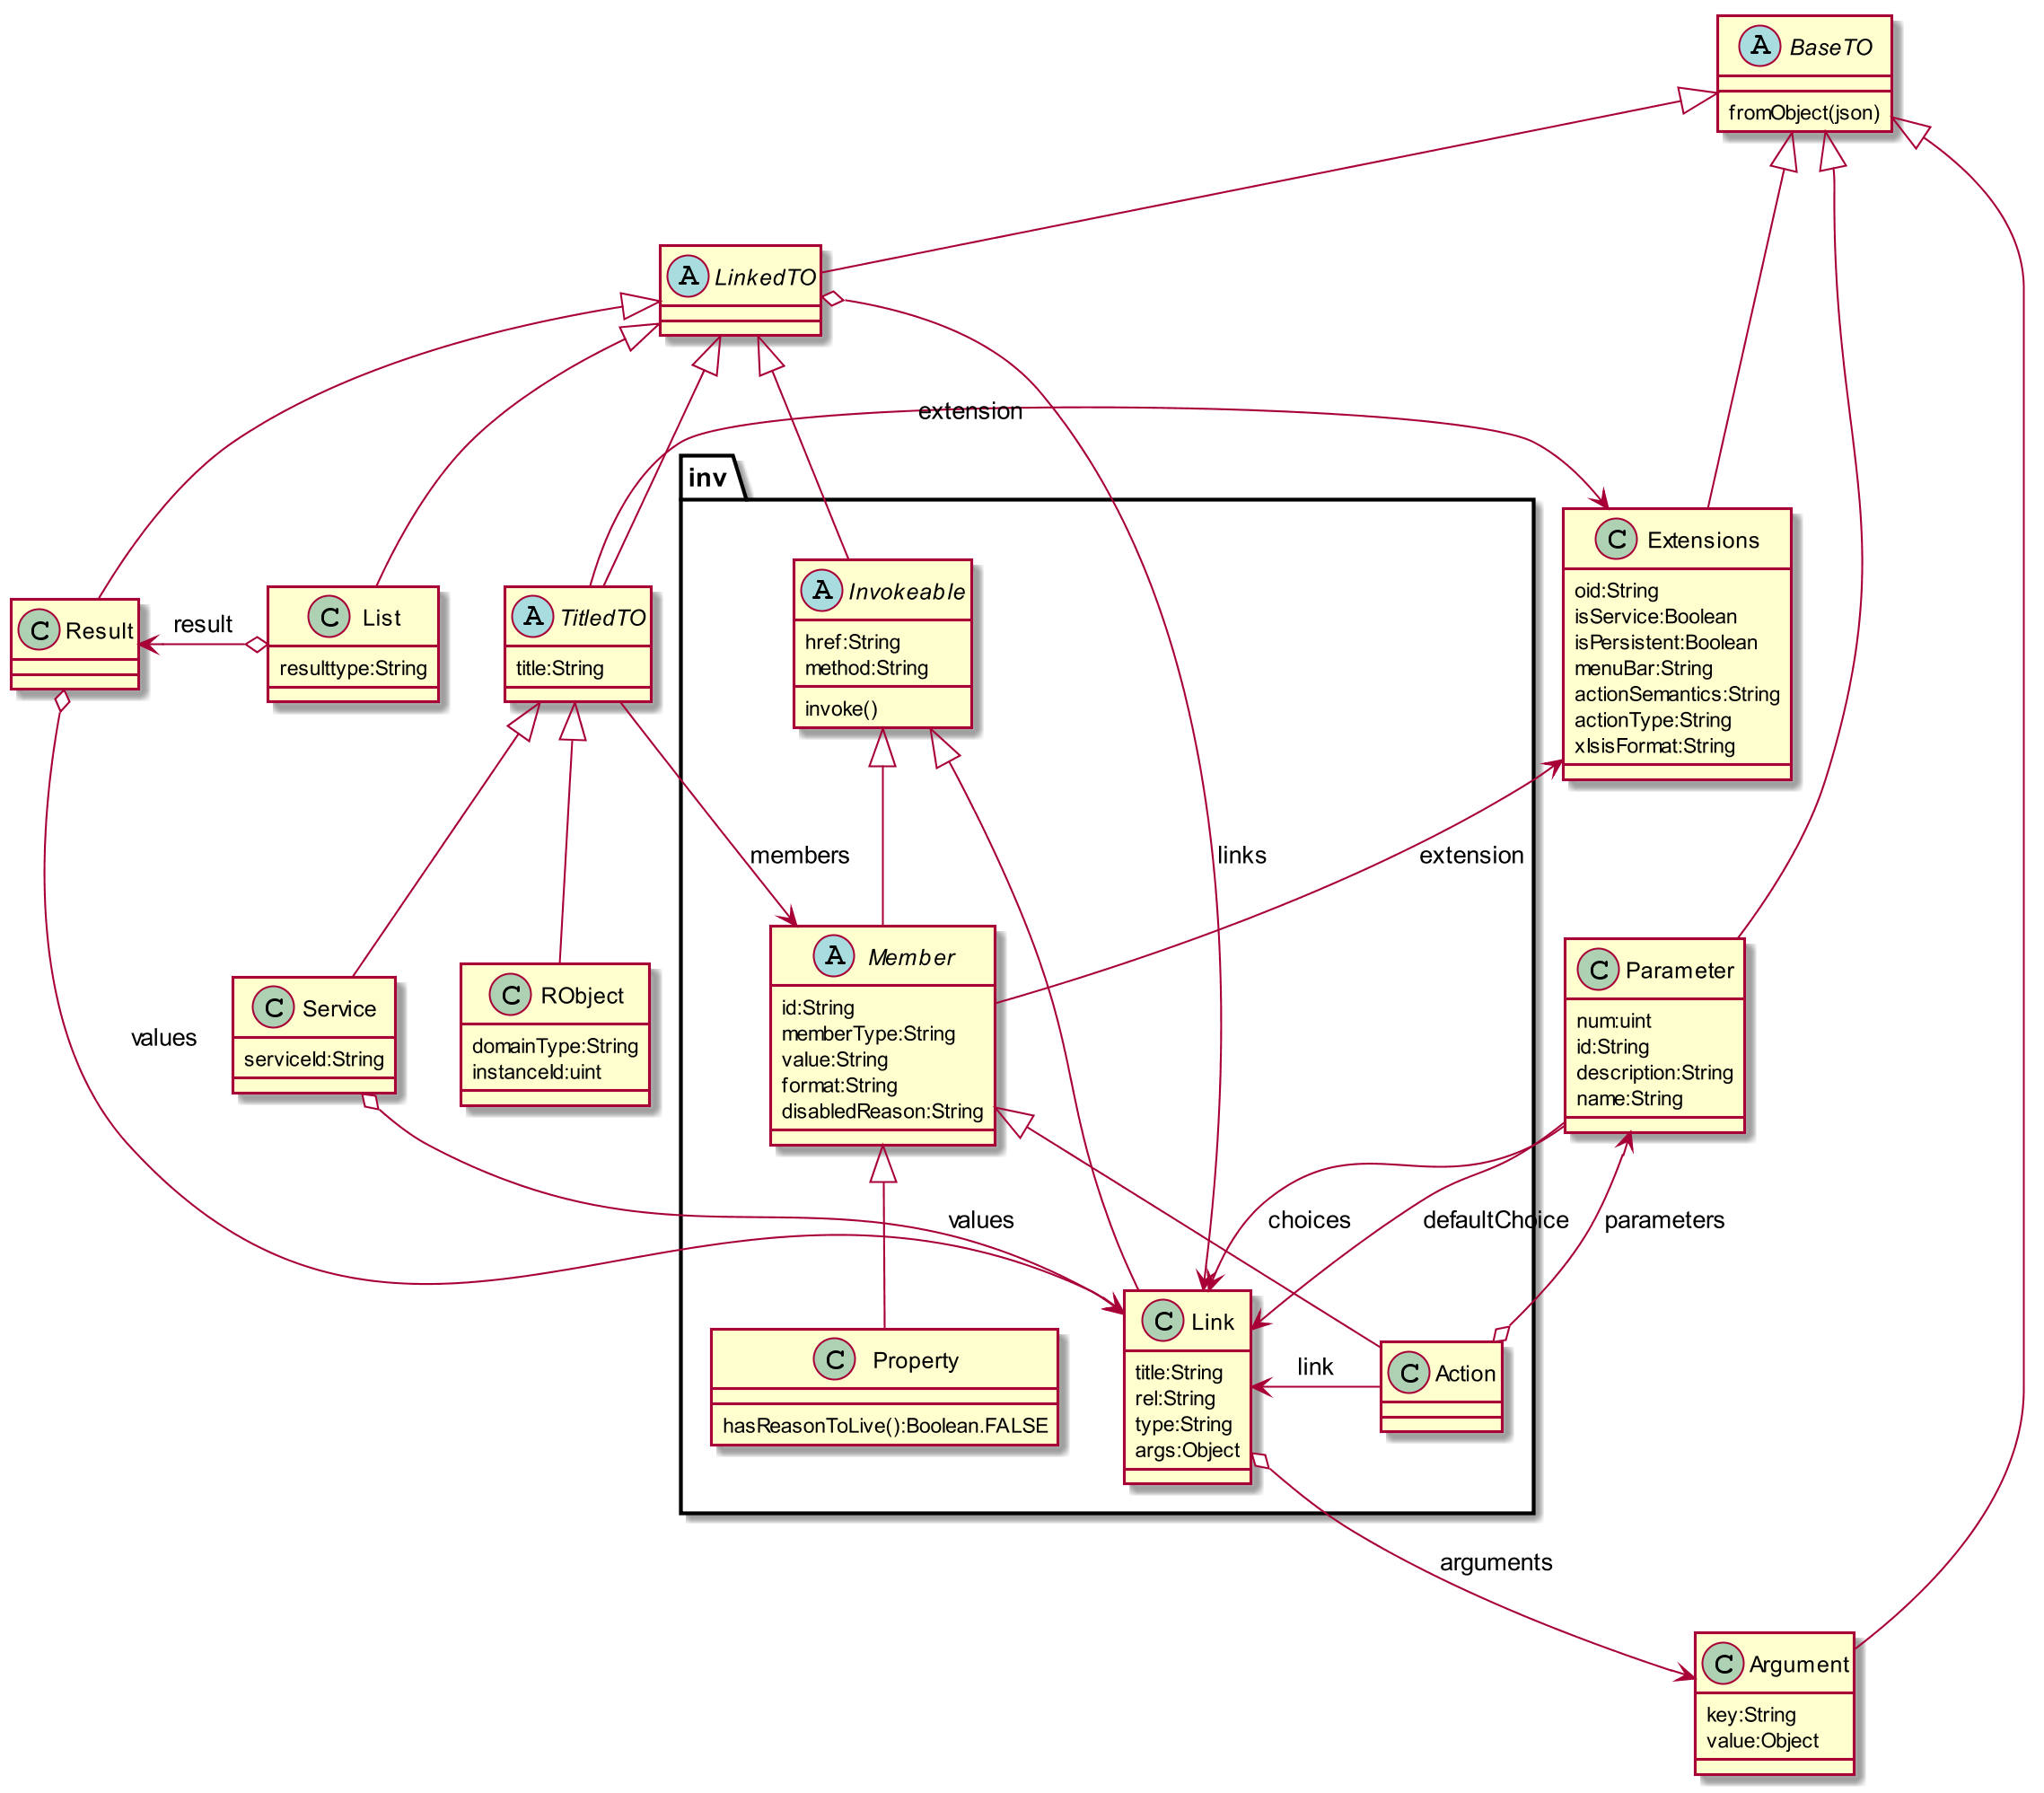 A BaseTO
fromObject(json)
A LinkedTO
extension
inv
C Extensions
oid:String
isService:Boolean
isPersistent:Boolean
menuBar:String
actionSemantics:String
actionType:String
xIsisFormat:String
A Invokeable
href:String
method:String
invoke()
C Result
result
C List
resulttype:String
A TitledTO
title:String
members
links
extension
A Member
id:String
memberType:String
value:String
format:String
disabledReason:String
C Parameter
num:uint
id:String
description:String
name:String
values
C Service
serviceId:String
C RObject
domainType:String
instanceId:uint
values
choices
defaultChoice
parameters
C Property
hasReasonToLive():Boolean.FALSE
C Link
title:String
rel:String
type:String
args:Object
link
C Action
arguments
C Argument
key:String
value:Object